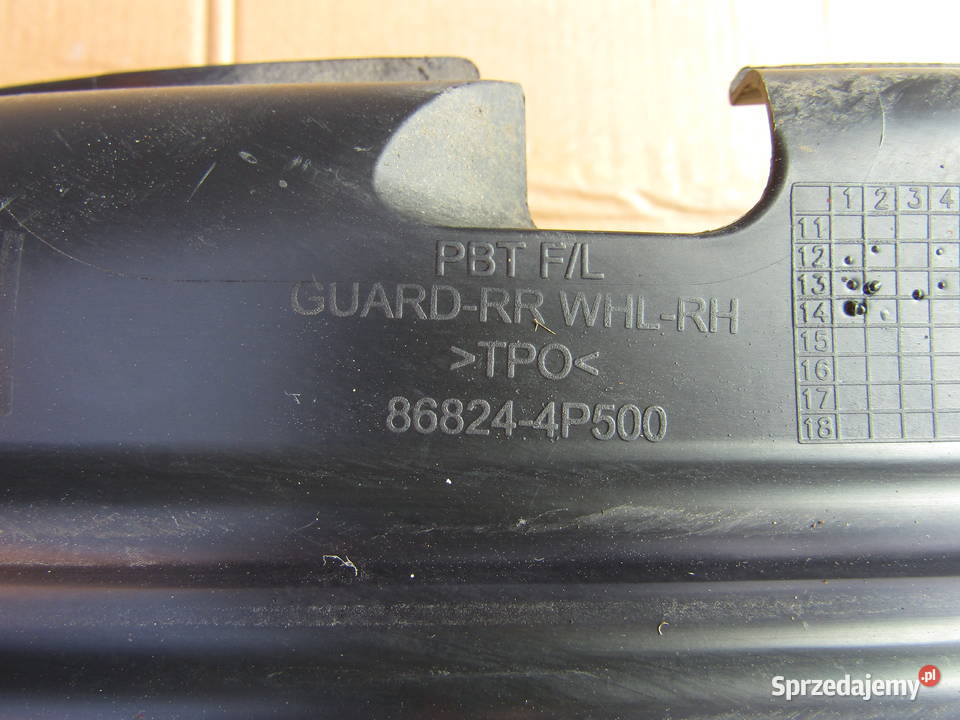 PBT F/L
GUARD-RR WHL-RH
>TPO<
86824-4P500
1 2 3 4
11
12
13
14
15
16
17
18
Sprzedajemy.pl